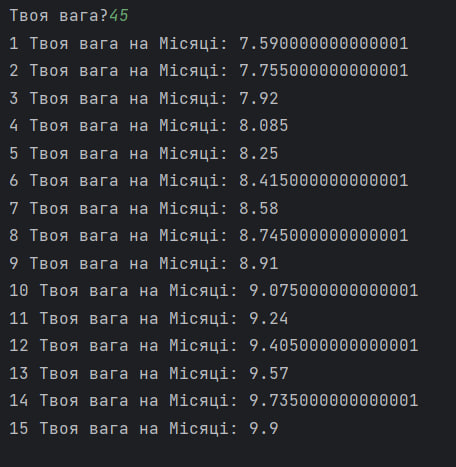 Твоя вага?45
1 Твоя вага на Місяці: 7.590000000000001
2 Твоя вага на Місяці: 7.755000000000001
3 Твоя вага на Місяці: 7.92
4 Твоя вага на Місяці: 8.085
5 Твоя вага на Місяці: 8.25
6 Твоя вага на Місяці: 8.415000000000001
7 Твоя вага на Місяці: 8.58
8 Твоя вага на Місяці: 8.745000000000001
9 Твоя вага на Місяці: 8.91
10 Твоя вага на Місяці: 9.075000000000001
11 Твоя вага на Місяці: 9.24
12 Твоя вага на Місяці: 9.405000000000001
13 Твоя вага на Місяці: 9.57
14 Твоя вага на Місяці: 9.735000000000001
15 Твоя вага на Місяці: 9.9